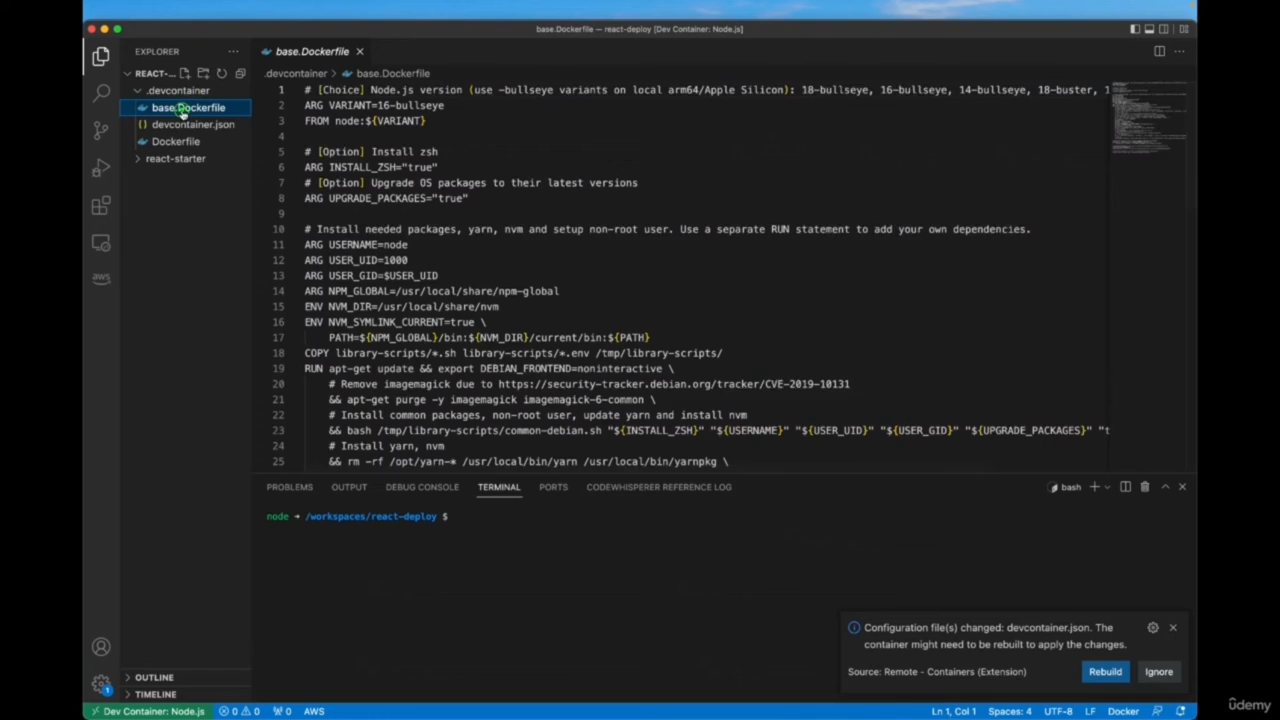 base.Dockerfile — react-deploy [Dev Container: Node.js]
EXPLORER
REACT-...
.devcontainer
base.Dockerfile
devcontainer.json
Dockerfile
react-starter
OUTLINE
TIMELINE
aws
1
base.Dockerfile
.devcontainer > base.Dockerfile
1 # [Choice] Node.js version (use -bullseye variants on local arm64/Apple Silicon): 18-bullseye, 16-bullseye, 14-bullseye, 18-buster, 1
2 ARG VARIANT=16-bullseye
3 FROM node:${VARIANT}
4
5 # [Option] Install zsh
6 ARG INSTALL_ZSH="true"
7 # [Option] Upgrade OS packages to their latest versions
8 ARG UPGRADE_PACKAGES="true"
9
10 # Install needed packages, yarn, nvm and setup non-root user. Use a separate RUN statement to add your own dependencies.
11 ARG USERNAME=node
12 ARG USER_UID=1000
13 ARG USER_GID=$USER_UID
14 ARG NPM_GLOBAL=/usr/local/share/npm-global
15 ENV NVM_DIR=/usr/local/share/nvm
16 ENV NVM_SYMLINK_CURRENT=true \
17 PATH=${NPM_GLOBAL}/bin:${NVM_DIR}/current/bin:${PATH}
18 COPY library-scripts/*.sh library-scripts/*.env /tmp/library-scripts/
19 RUN apt-get update && export DEBIAN_FRONTEND=noninteractive \
20 # Remove imagemagick due to https://security-tracker.debian.org/tracker/CVE-2019-10131
21 && apt-get purge -y imagemagick imagemagick-6-common \
22 # Install common packages, non-root user, update yarn and install nvm
23 && bash /tmp/library-scripts/common-debian.sh "${INSTALL_ZSH}" "${USERNAME}" "${USER_UID}" "${USER_GID}" "${UPGRADE_PACKAGES}" "t
24 # Install yarn, nvm
25 && rm -rf /opt/yarn-* /usr/local/bin/yarn /usr/local/bin/yarnpkg \
PROBLEMS OUTPUT DEBUG CONSOLE TERMINAL PORTS CODEWHISPERER REFERENCE LOG
bash
node ➜ /workspaces/react-deploy $
Configuration file(s) changed: devcontainer.json. The
container might need to be rebuilt to apply the changes.
Source: Remote - Containers (Extension)
Rebuild
Ignore
Dev Container: Node.js 0 0 0 AWS
Ln 1, Col 1 Spaces: 4 UTF-8 LF Docker
ûdemy